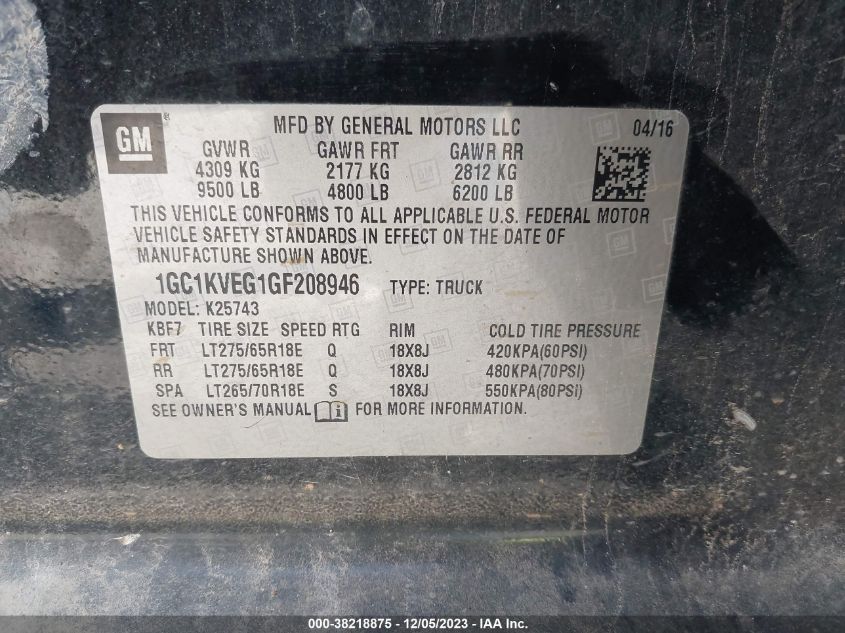 GM ®
MFD BY GENERAL MOTORS LLC 04/16
GVWR GAWR FRT GAWR RR
4309 KG 2177 KG 2812 KG
9500 LB 4800 LB 6200 LB
THIS VEHICLE CONFORMS TO ALL APPLICABLE U.S. FEDERAL MOTOR
VEHICLE SAFETY STANDARDS IN EFFECT ON THE DATE OF
MANUFACTURE SHOWN ABOVE.
1GC1KVEG1GF208946 TYPE: TRUCK
MODEL: K25743
KBF7 TIRE SIZE SPEED RTG RIM COLD TIRE PRESSURE
FRT LT275/65R18E Q 18X8J 420KPA(60PSI)
RR LT275/65R18E Q 18X8J 480KPA(70PSI)
SPA LT265/70R18E S 18X8J 550KPA(80PSI)
SEE OWNER'S MANUAL i FOR MORE INFORMATION.
000-38218875 - 12/05/2023 - IAA Inc.